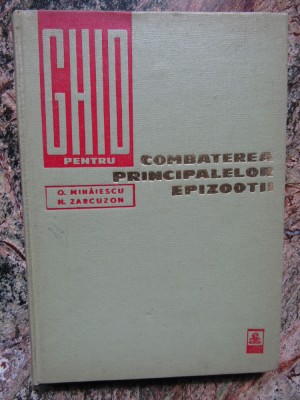 GHID
PENTRU
COMBATEREA
PRINCIPALELOR
EPIZOOTII
O. MIHĂIESCU
N. ZARCUZON